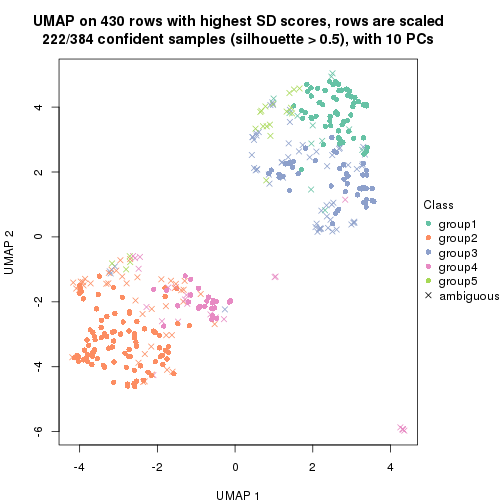 UMAP on 430 rows with highest SD scores, rows are scaled
222/384 confident samples (silhouette > 0.5), with 10 PCs
4
2
0
-2
-4
-6
UMAP 2
-4
-2
0
2
4
UMAP 1
Class
group1
group2
group3
group4
group5
ambiguous